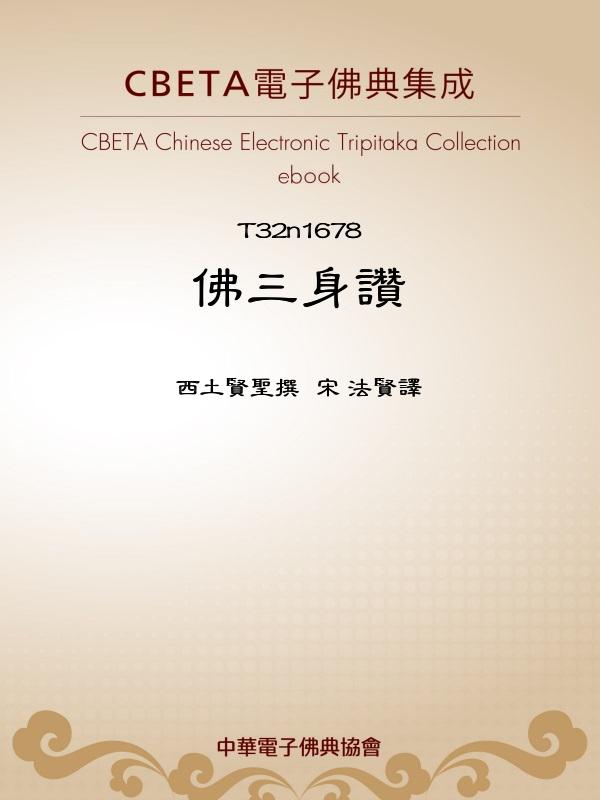 CBETA電子佛典集成
CBETA Chinese Electronic Tripitaka Collection
ebook
T32n1678
佛三身讚
西土賢聖撰 宋 法賢譯
中華電子佛典協會